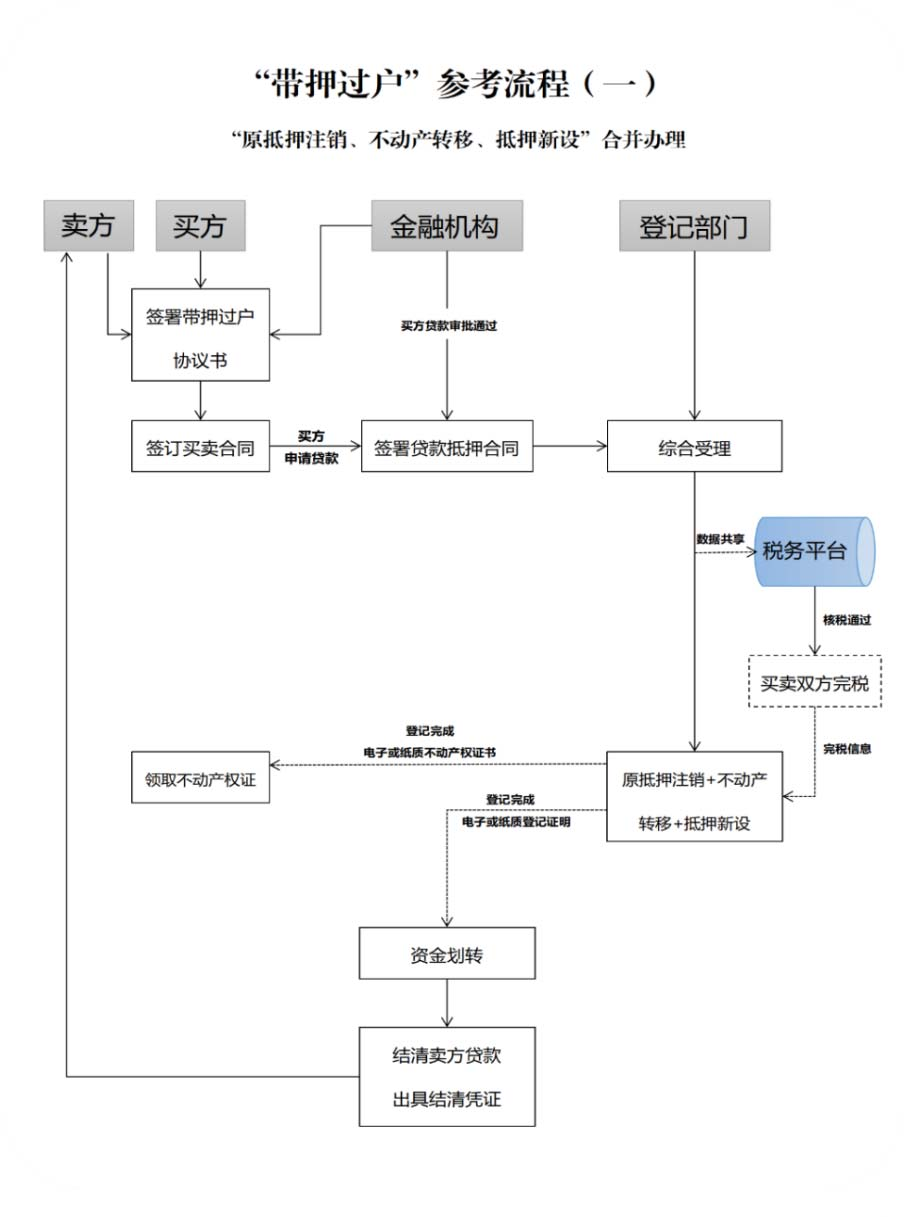 “带押过户”参考流程（一）
“原抵押注销、不动产转移、抵押新设”合并办理
卖方
买方
金融机构
登记部门
签署带押过户
协议书
买方贷款审批通过
签订买卖合同
买方
申请贷款
签署贷款抵押合同
综合受理
数据共享
税务平台
核税通过
买卖双方完税
完税信息
登记完成
电子或纸质不动产权证书
领取不动产权证
原抵押注销+不动产
转移+抵押新设
登记完成
电子或纸质登记证明
资金划转
结清卖方贷款
出具结清凭证